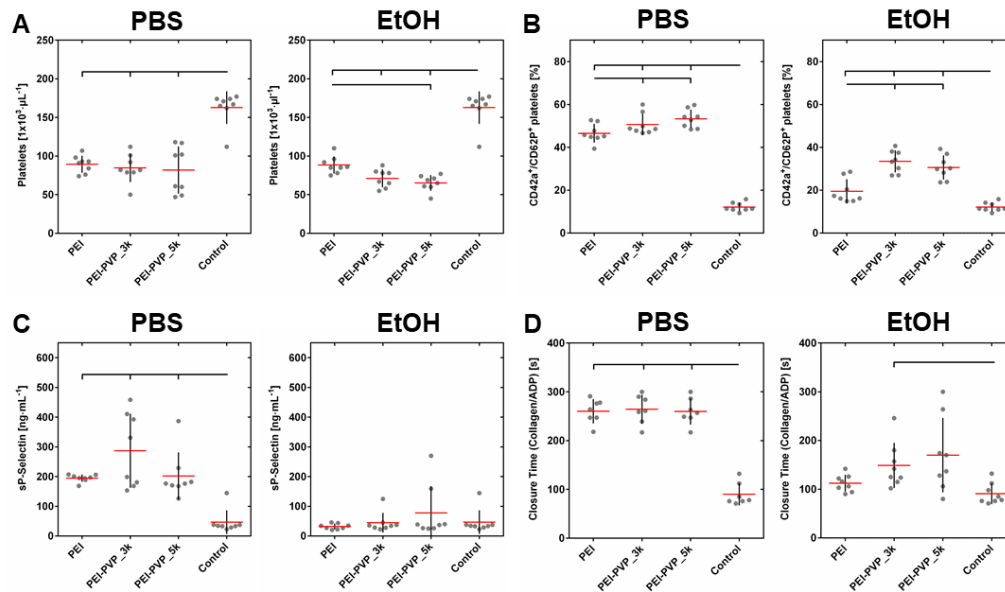 A
PBS
EtOH
Platelets [1x10³·µL⁻¹]
250
200
150
100
50
0
PEI
PEI-PVP_3k
PEI-PVP_5k
Control
Platelets [1x10³·µl⁻¹]
250
200
150
100
50
0
PEI
PEI-PVP_3k
PEI-PVP_5k
Control
B
PBS
EtOH
CD42a⁺/CD62P⁺ platelets [%]
80
60
40
20
0
PEI
PEI-PVP_3k
PEI-PVP_5k
Control
CD42a⁺/CD62P⁺ platelets [%]
80
60
40
20
0
PEI
PEI-PVP_3k
PEI-PVP_5k
Control
C
PBS
EtOH
sP-Selectin [ng·mL⁻¹]
600
500
400
300
200
100
0
PEI
PEI-PVP_3k
PEI-PVP_5k
Control
sP-Selectin [ng·mL⁻¹]
600
500
400
300
200
100
0
PEI
PEI-PVP_3k
PEI-PVP_5k
Control
D
PBS
EtOH
Closure Time (Collagen/ADP) [s]
400
300
200
100
0
PEI
PEI-PVP_3k
PEI-PVP_5k
Control
Closure Time (Collagen/ADP) [s]
400
300
200
100
0
PEI
PEI-PVP_3k
PEI-PVP_5k
Control